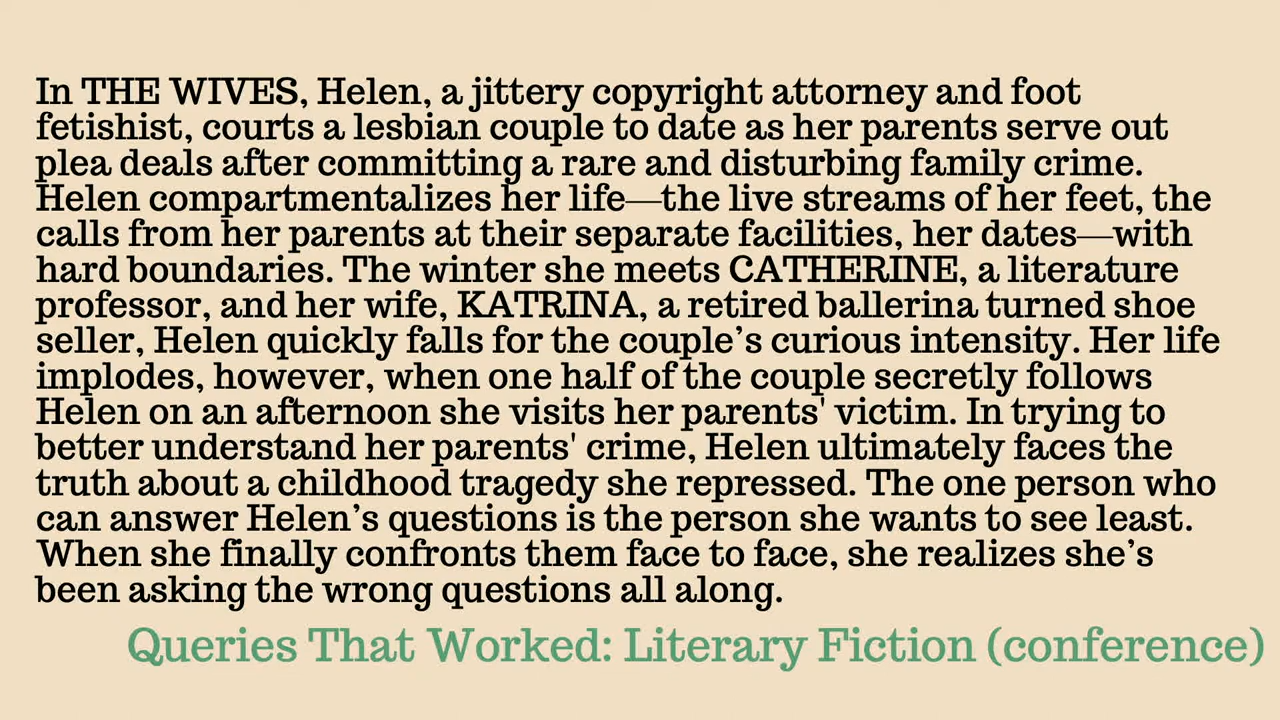 In THE WIVES, Helen, a jittery copyright attorney and foot
fetishist, courts a lesbian couple to date as her parents serve out
plea deals after committing a rare and disturbing family crime.
Helen compartmentalizes her life—the live streams of her feet, the
calls from her parents at their separate facilities, her dates—with
hard boundaries. The winter she meets CATHERINE, a literature
professor, and her wife, KATRINA, a retired ballerina turned shoe
seller, Helen quickly falls for the couple’s curious intensity. Her life
implodes, however, when one half of the couple secretly follows
Helen on an afternoon she visits her parents' victim. In trying to
better understand her parents' crime, Helen ultimately faces the
truth about a childhood tragedy she repressed. The one person who
can answer Helen’s questions is the person she wants to see least.
When she finally confronts them face to face, she realizes she’s
been asking the wrong questions all along.
Queries That Worked: Literary Fiction (conference)